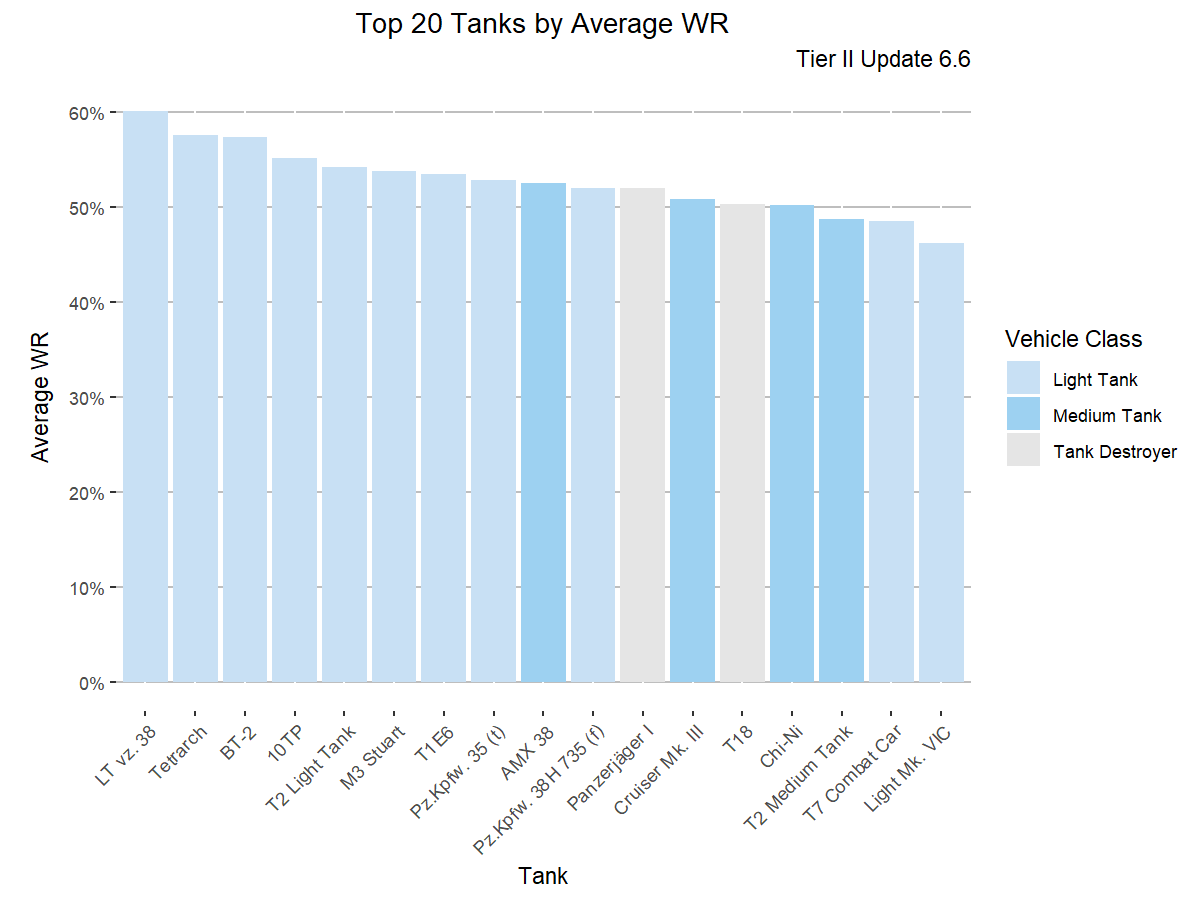 Top 20 Tanks by Average WR
Tier II Update 6.6
60%
50%
40%
30%
20%
10%
0%
Average WR
LT vz. 38
Tetrarch
BT-2
10TP
T2 Light Tank
M3 Stuart
T1E6
Pz.Kpfw. 35 (t)
AMX 38
Pz.Kpfw. 38H 735 (f)
Panzerjäger I
Cruiser Mk. III
T18
Chi-Ni
T2 Medium Tank
T7 Combat Car
Light Mk. VIC
Tank
Vehicle Class
Light Tank
Medium Tank
Tank Destroyer